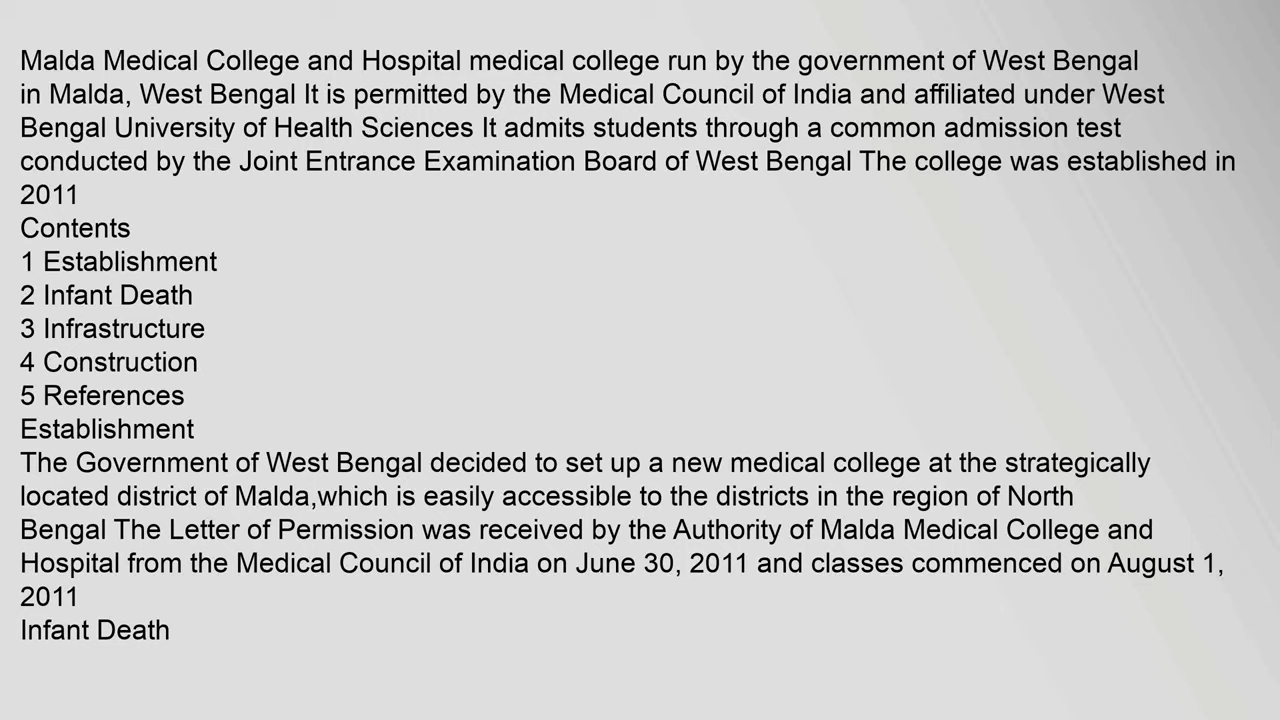 Malda Medical College and Hospital medical college run by the government of West Bengal
in Malda, West Bengal It is permitted by the Medical Council of India and affiliated under West
Bengal University of Health Sciences It admits students through a common admission test
conducted by the Joint Entrance Examination Board of West Bengal The college was established in
2011
Contents
1 Establishment
2 Infant Death
3 Infrastructure
4 Construction
5 References
Establishment
The Government of West Bengal decided to set up a new medical college at the strategically
located district of Malda,which is easily accessible to the districts in the region of North
Bengal The Letter of Permission was received by the Authority of Malda Medical College and
Hospital from the Medical Council of India on June 30, 2011 and classes commenced on August 1,
2011
Infant Death